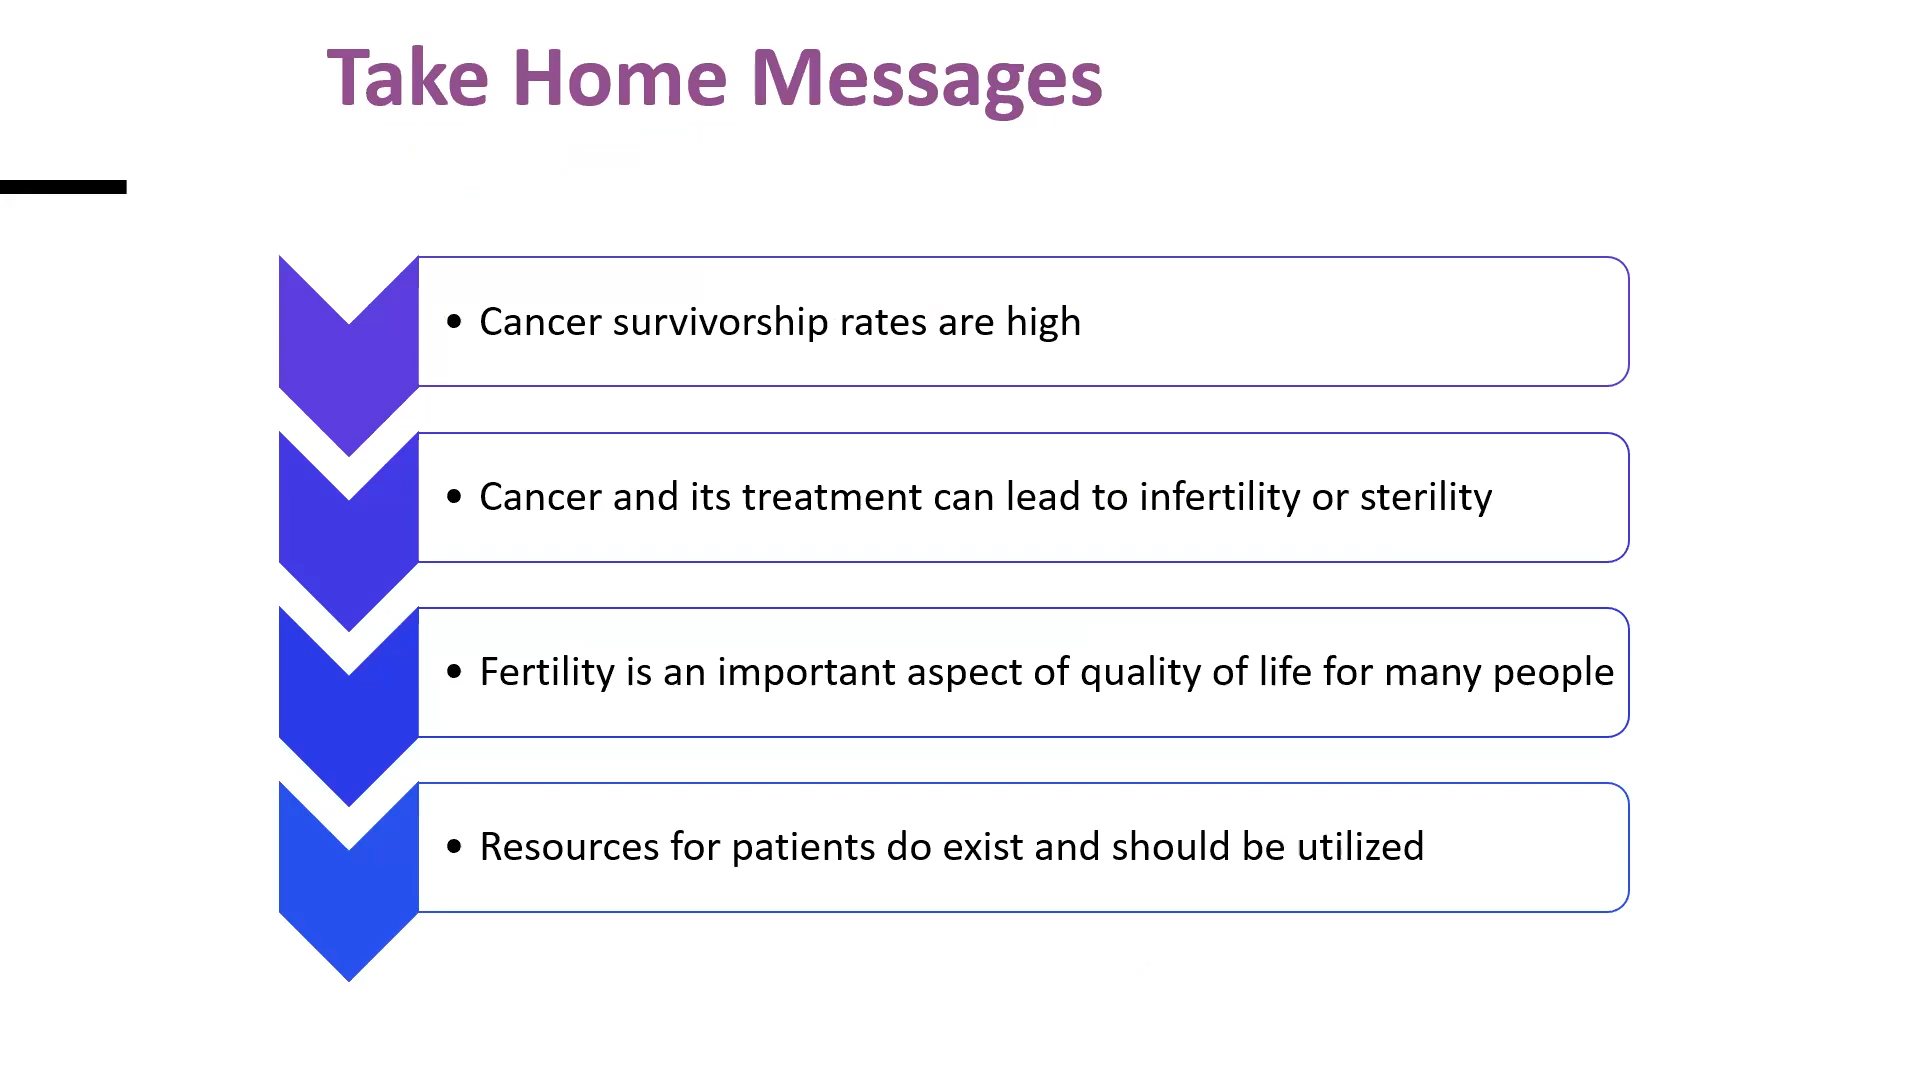 Take Home Messages
• Cancer survivorship rates are high
• Cancer and its treatment can lead to infertility or sterility
• Fertility is an important aspect of quality of life for many people
• Resources for patients do exist and should be utilized